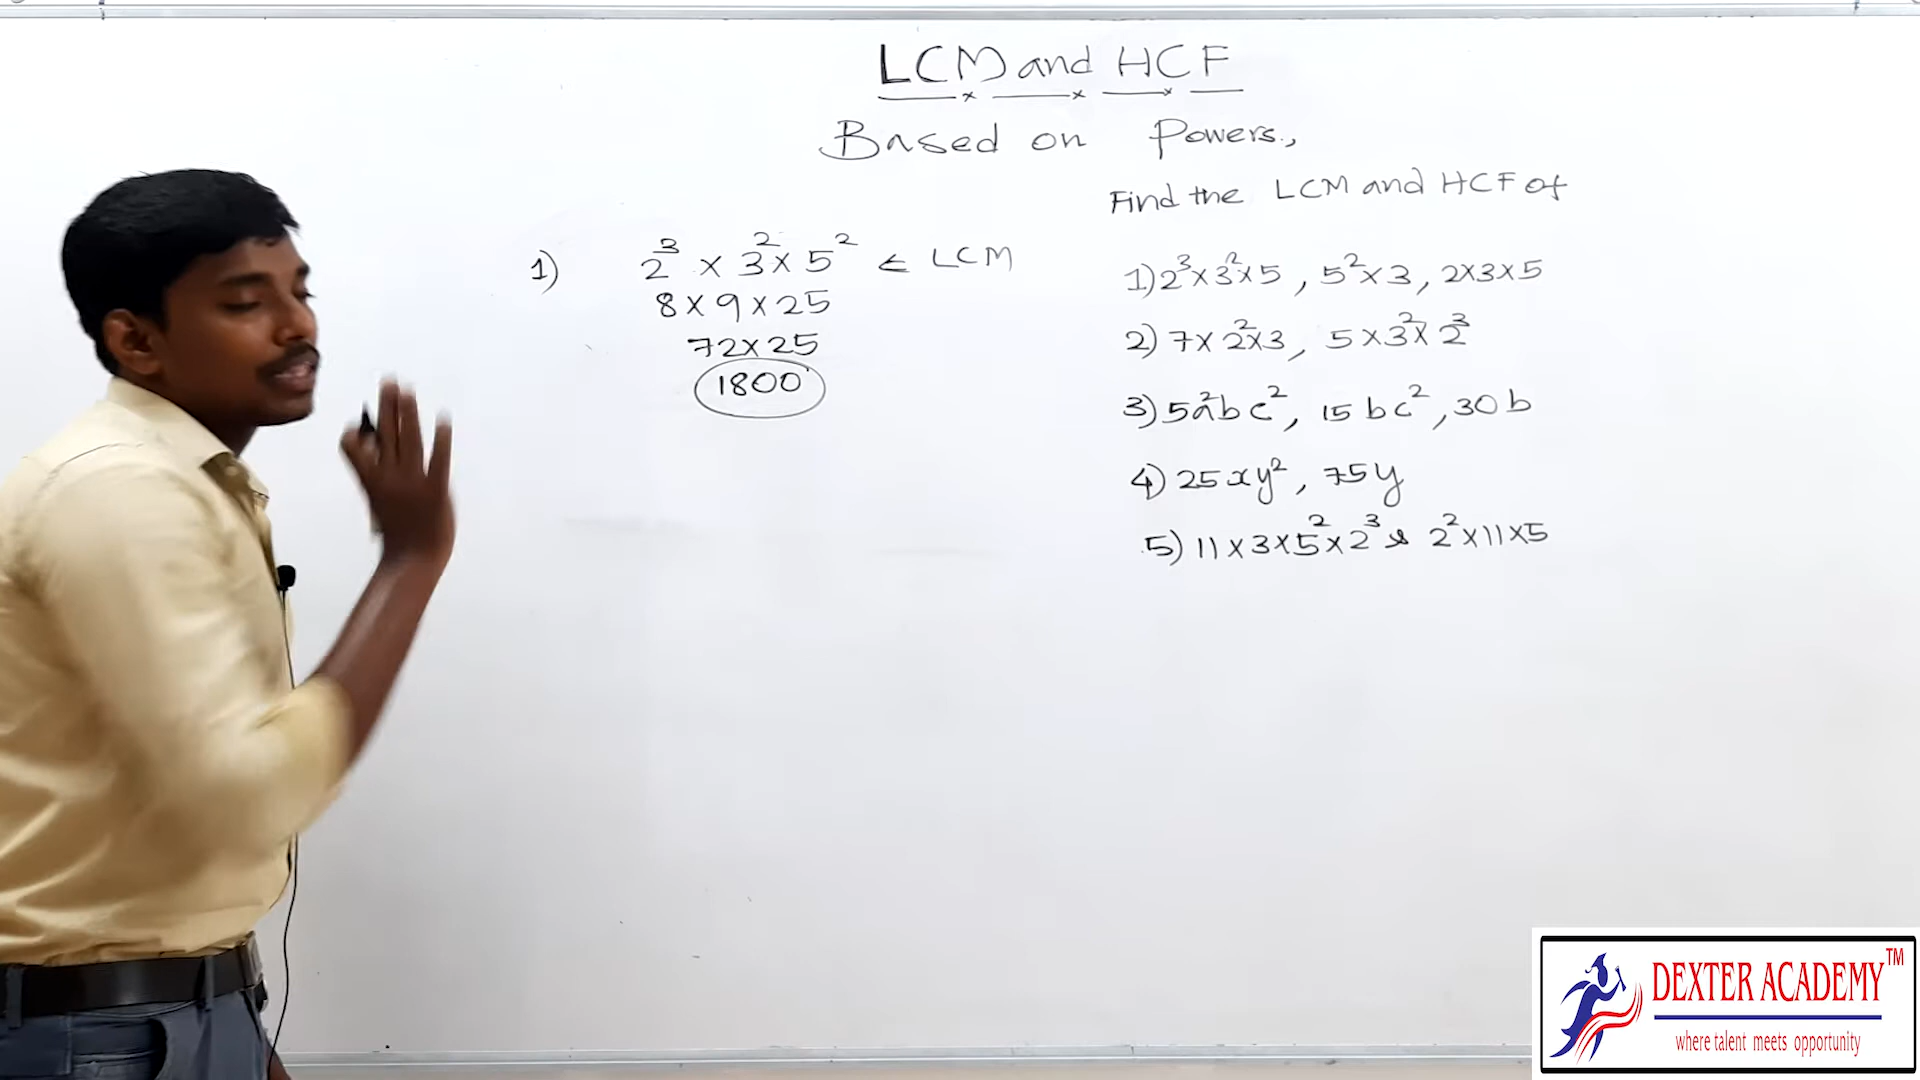 LCM and HCF
Based on Powers.,
Find the LCM and HCF of
1) 2³ × 3² × 5² ← LCM
8 × 9 × 25
72 × 25
1800
1) 2³×3²×5, 5²×3, 2×3×5
2) 7×2²×3, 5×3²×2³
3) 5a²bc², 15bc², 30b
4) 25xy², 75y
5) 11×3×5²×2³ & 2²×11×5
DEXTER ACADEMY™
where talent meets opportunity